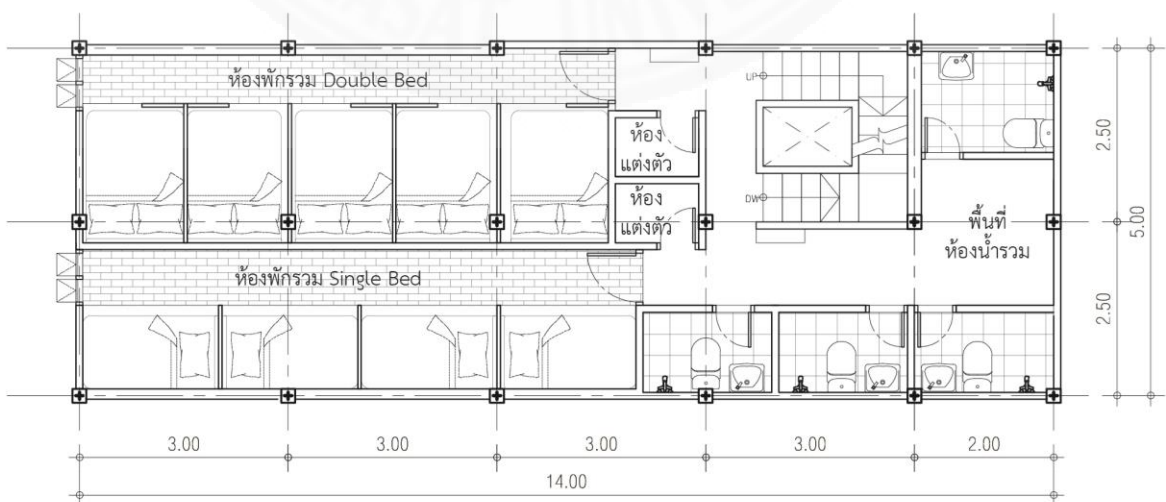 ห้องพักรวม Double Bed
UP
ห้อง
แต่งตัว
ห้อง
แต่งตัว
DW
พื้นที่
ห้องน้ำรวม
ห้องพักรวม Single Bed
2.50
2.50
5.00
3.00
3.00
3.00
3.00
2.00
14.00